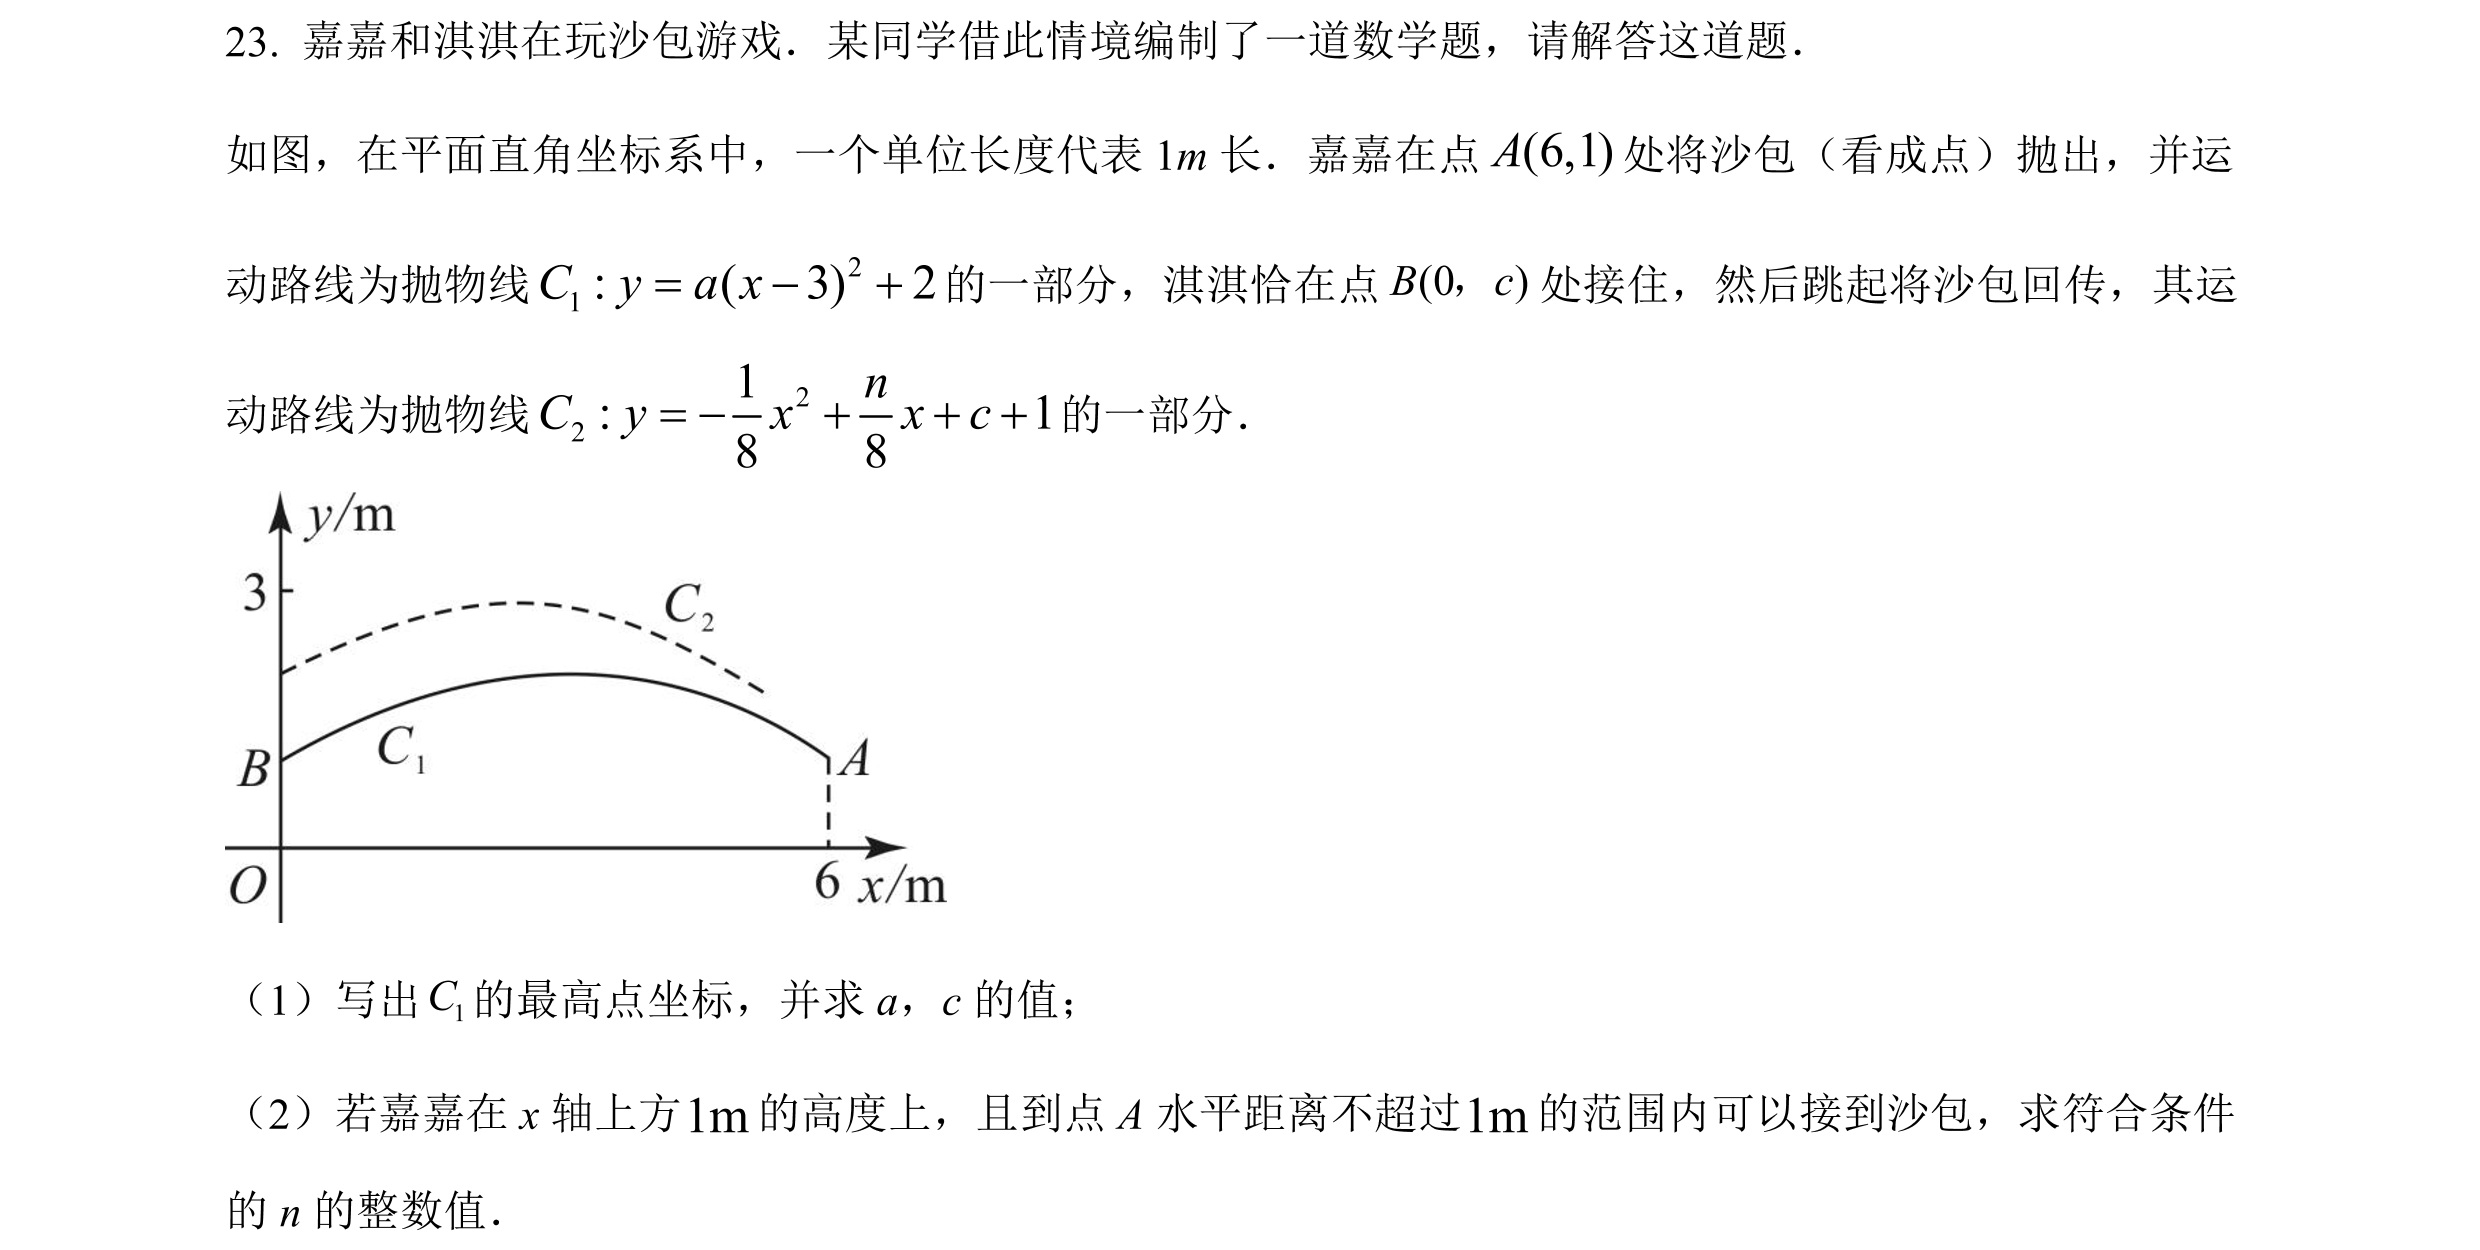 23. 嘉嘉和淇淇在玩沙包游戏．某同学借此情境编制了一道数学题，请解答这道题．
如图，在平面直角坐标系中，一个单位长度代表 1m 长．嘉嘉在点 A(6,1) 处将沙包（看成点）抛出，并运
动路线为抛物线 C₁ : y = a(x − 3)² + 2 的一部分，淇淇恰在点 B(0，c) 处接住，然后跳起将沙包回传，其运
动路线为抛物线 C₂ : y = −1/8 x² + n/8 x + c + 1 的一部分．
y/m
3
C₂
B
C₁
A
O
6 x/m
（1）写出 C₁ 的最高点坐标，并求 a，c 的值；
（2）若嘉嘉在 x 轴上方 1m 的高度上，且到点 A 水平距离不超过 1m 的范围内可以接到沙包，求符合条件
的 n 的整数值．